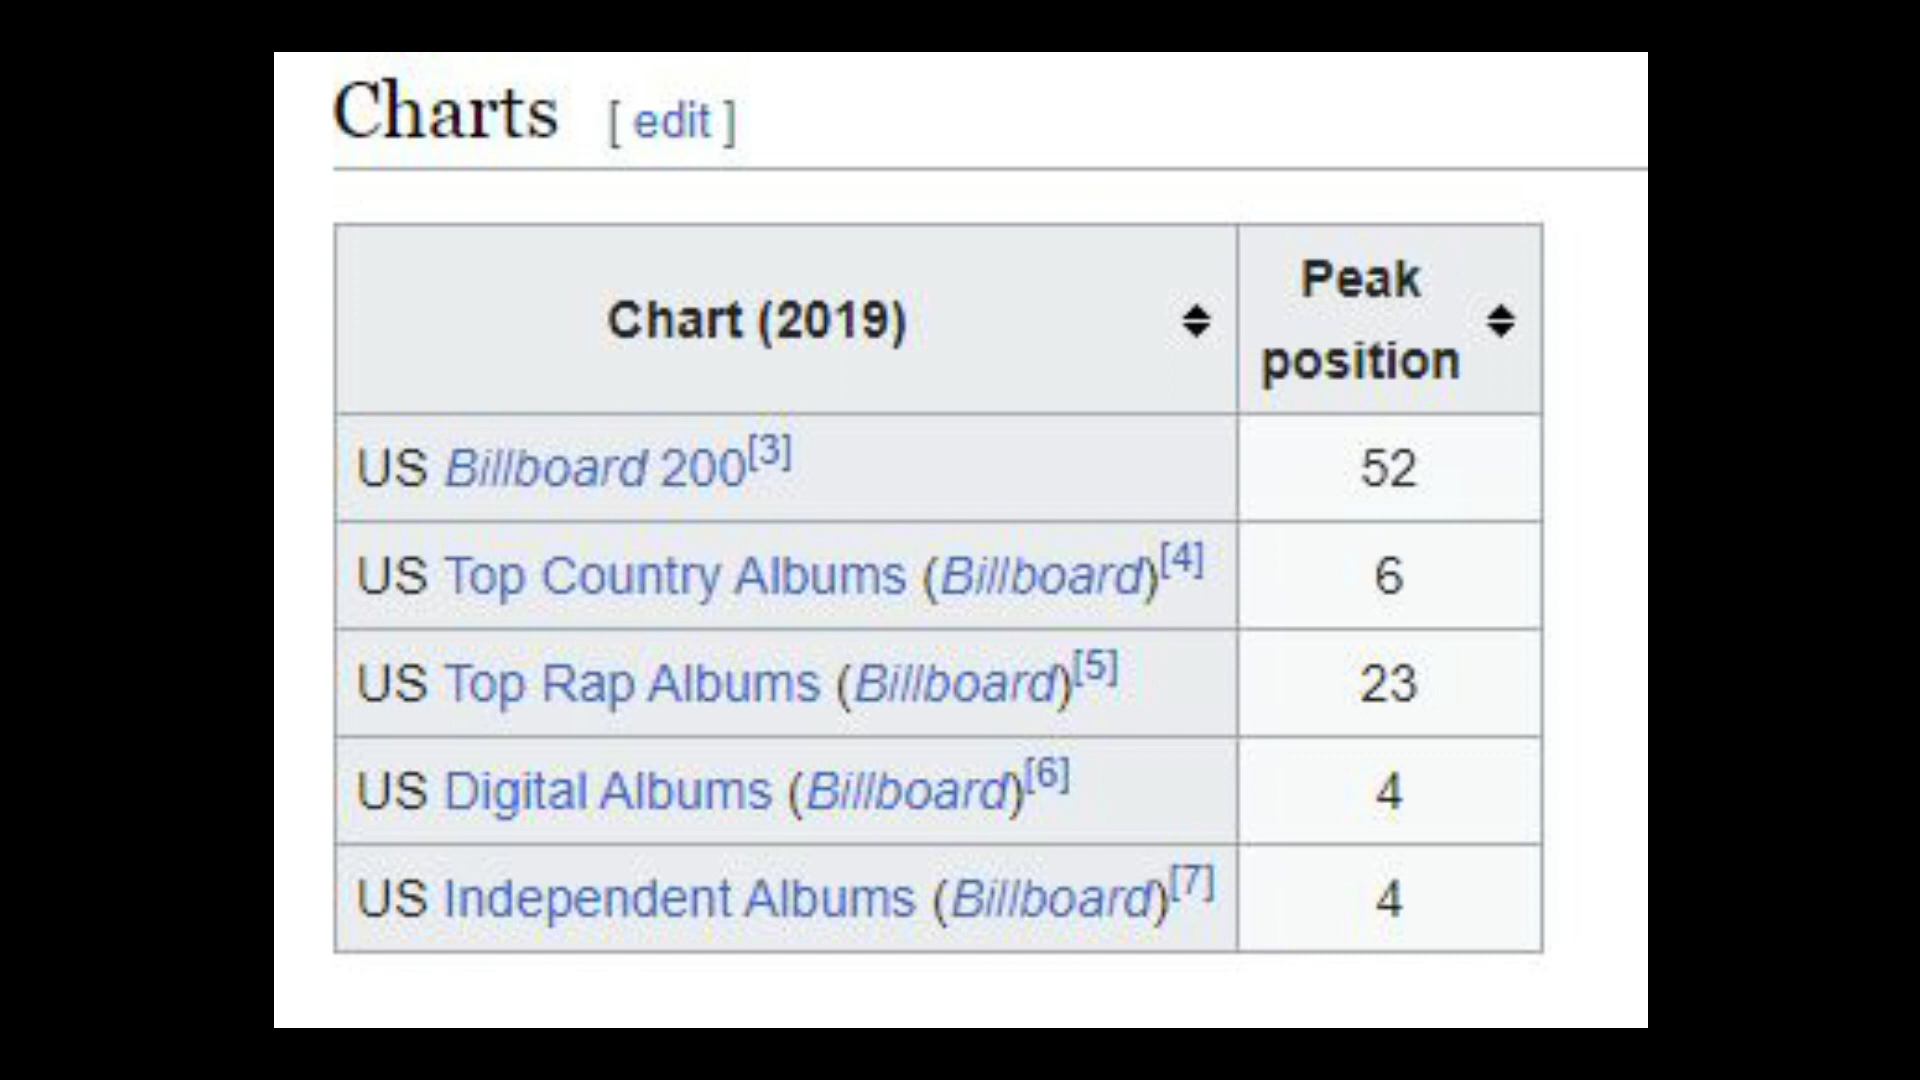 Charts [ edit ]
Chart (2019)
Peak
position
US Billboard 200[3] 52
US Top Country Albums (Billboard)[4] 6
US Top Rap Albums (Billboard)[5] 23
US Digital Albums (Billboard)[6] 4
US Independent Albums (Billboard)[7] 4